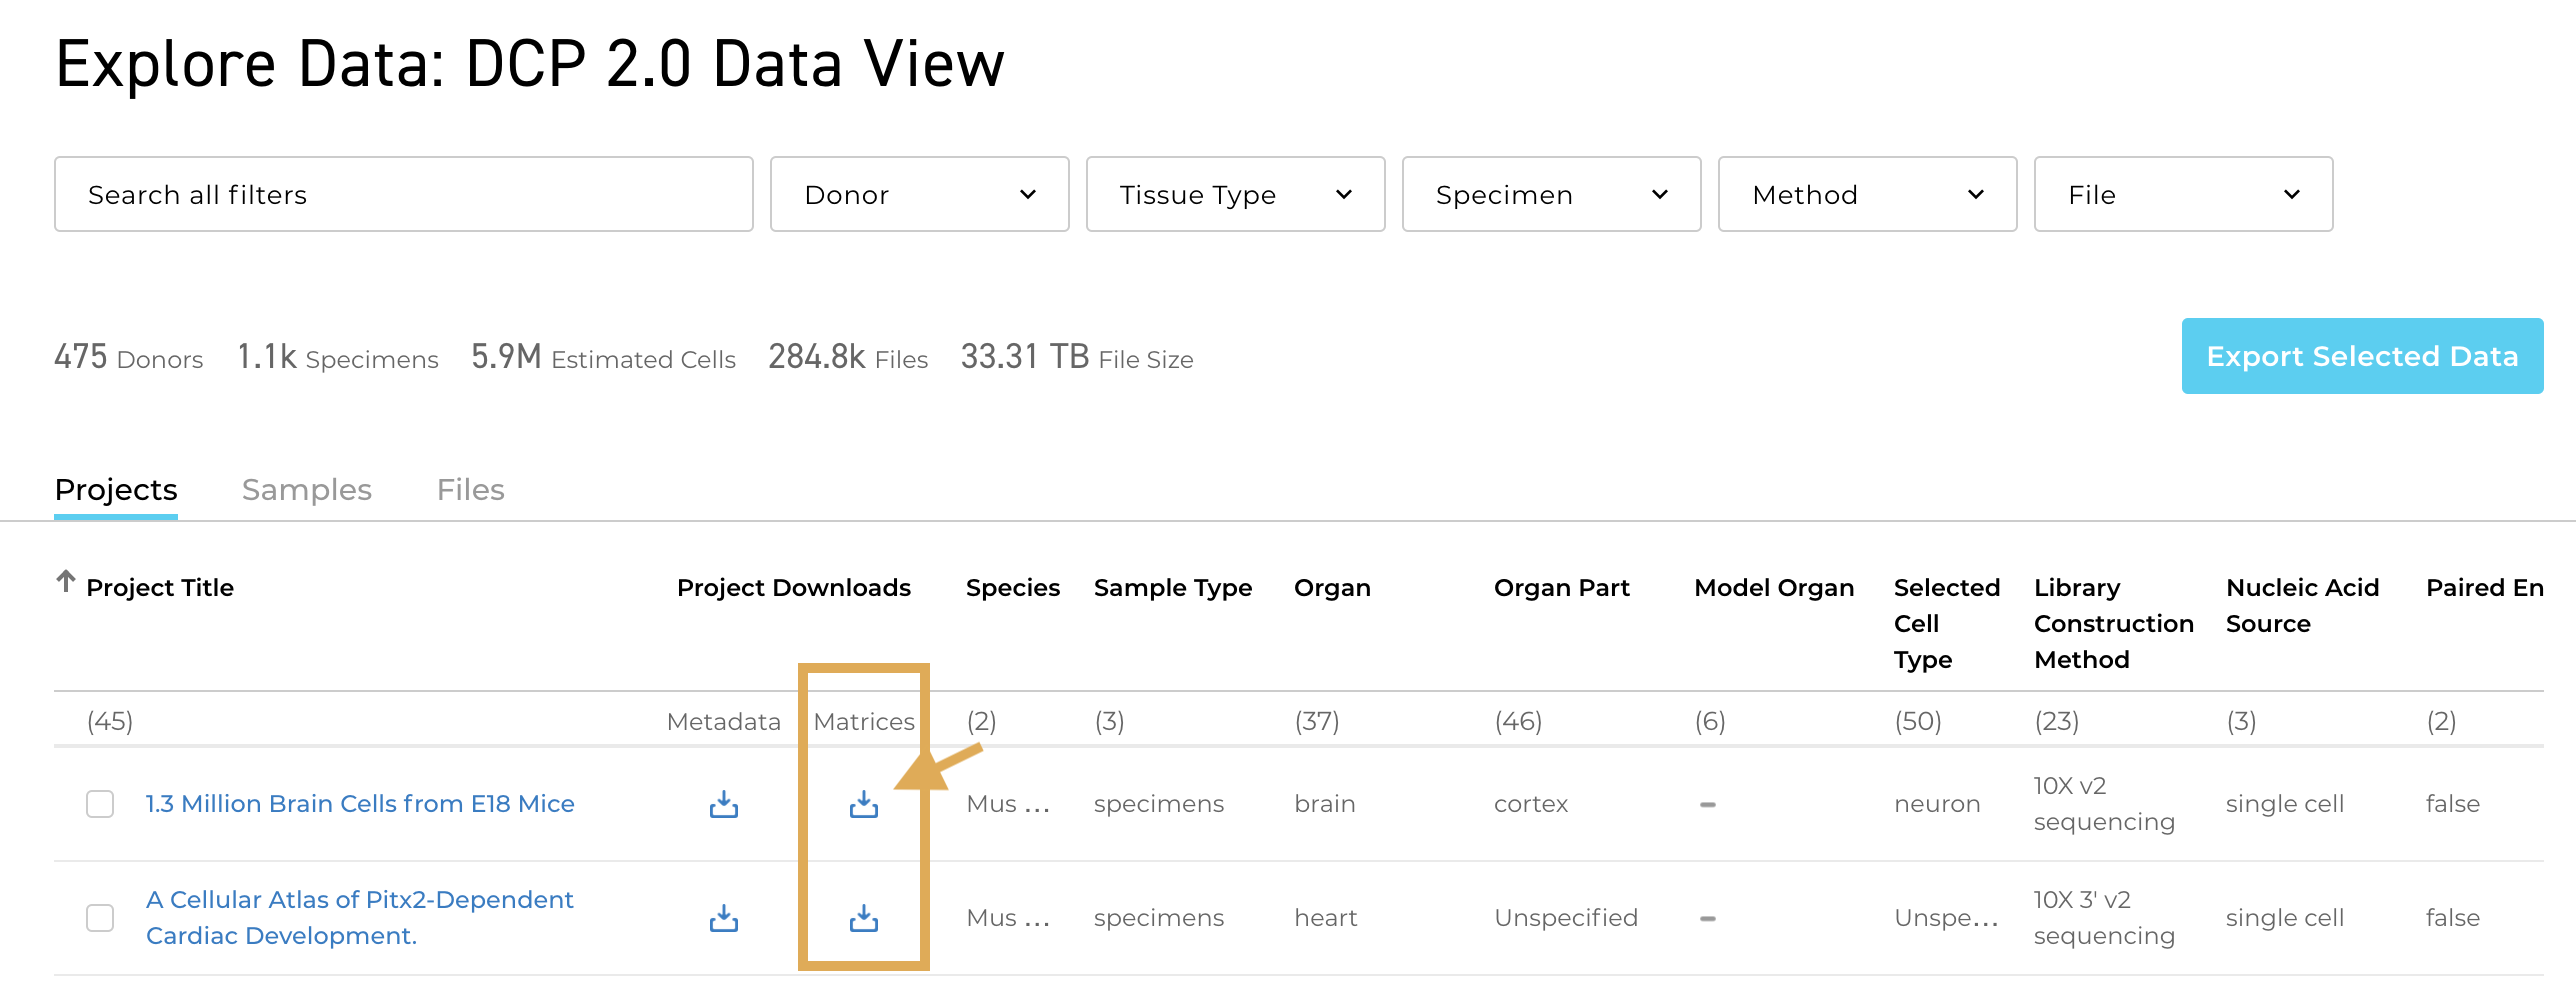 Explore Data: DCP 2.0 Data View
Search all filters Donor Tissue Type Specimen Method File
475 Donors 1.1k Specimens 5.9M Estimated Cells 284.8k Files 33.31 TB File Size Export Selected Data
Projects Samples Files
Project Title Project Downloads Species Sample Type Organ Organ Part Model Organ Selected Library Nucleic Acid Paired En
Cell Construction Source
Type Method
(45) Metadata Matrices (2) (3) (37) (46) (6) (50) (23) (3) (2)
1.3 Million Brain Cells from E18 Mice Mus ... specimens brain cortex – neuron 10X v2 single cell false
sequencing
A Cellular Atlas of Pitx2-Dependent Mus ... specimens heart Unspecified – Unspe... 10X 3' v2 single cell false
Cardiac Development. sequencing